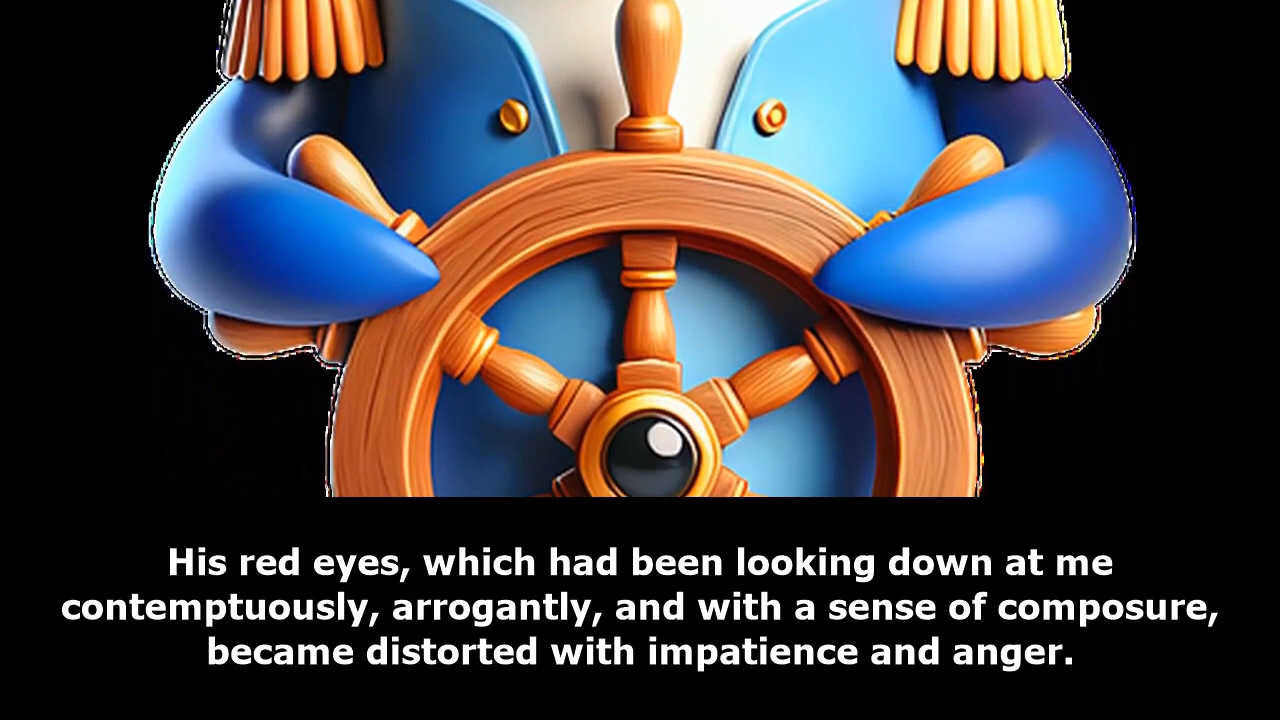 His red eyes, which had been looking down at me
contemptuously, arrogantly, and with a sense of composure,
became distorted with impatience and anger.